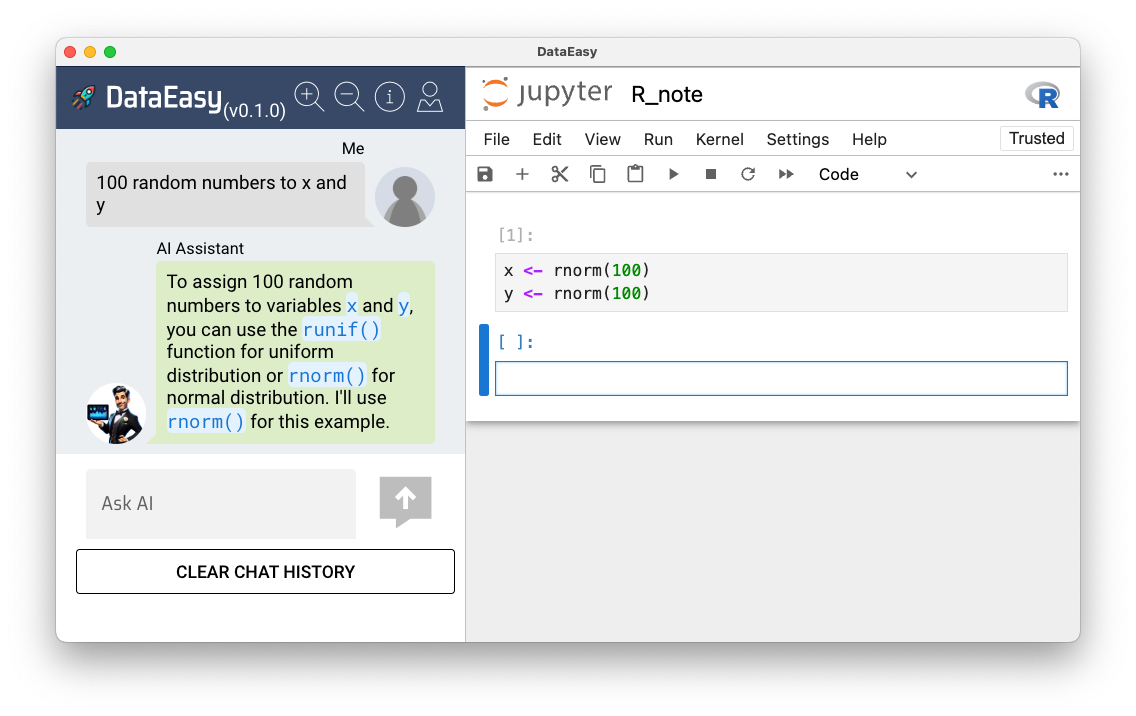 DataEasy
DataEasy(v0.1.0)
Me
100 random numbers to x and
y
AI Assistant
To assign 100 random
numbers to variables x and y,
you can use the runif()
function for uniform
distribution or rnorm() for
normal distribution. I'll use
rnorm() for this example.
Ask AI
CLEAR CHAT HISTORY
jupyter R_note
R
File Edit View Run Kernel Settings Help Trusted
Code
[1]:
x <- rnorm(100)
y <- rnorm(100)
[ ]: